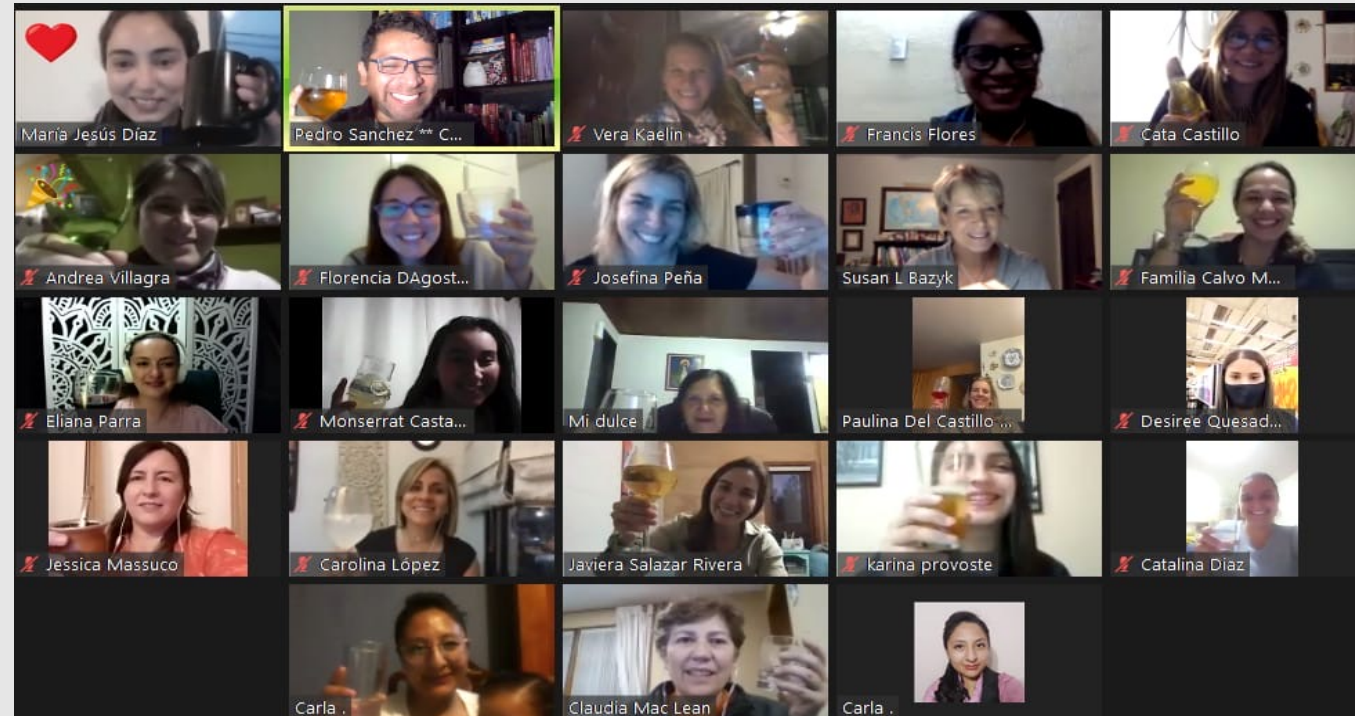 María Jesús Díaz
Pedro Sanchez ** C...
Vera Kaelin
Francis Flores
Cata Castillo
Andrea Villagra
Florencia DAgost...
Josefina Peña
Susan L Bazyk
Familia Calvo M...
Eliana Parra
Monserrat Casta...
Mi dulce
Paulina Del Castillo ...
Desiree Quesad...
Jessica Massuco
Carolina López
Javiera Salazar Rivera
karina provoste
Catalina Diaz
Carla .
Claudia Mac Lean
Carla .